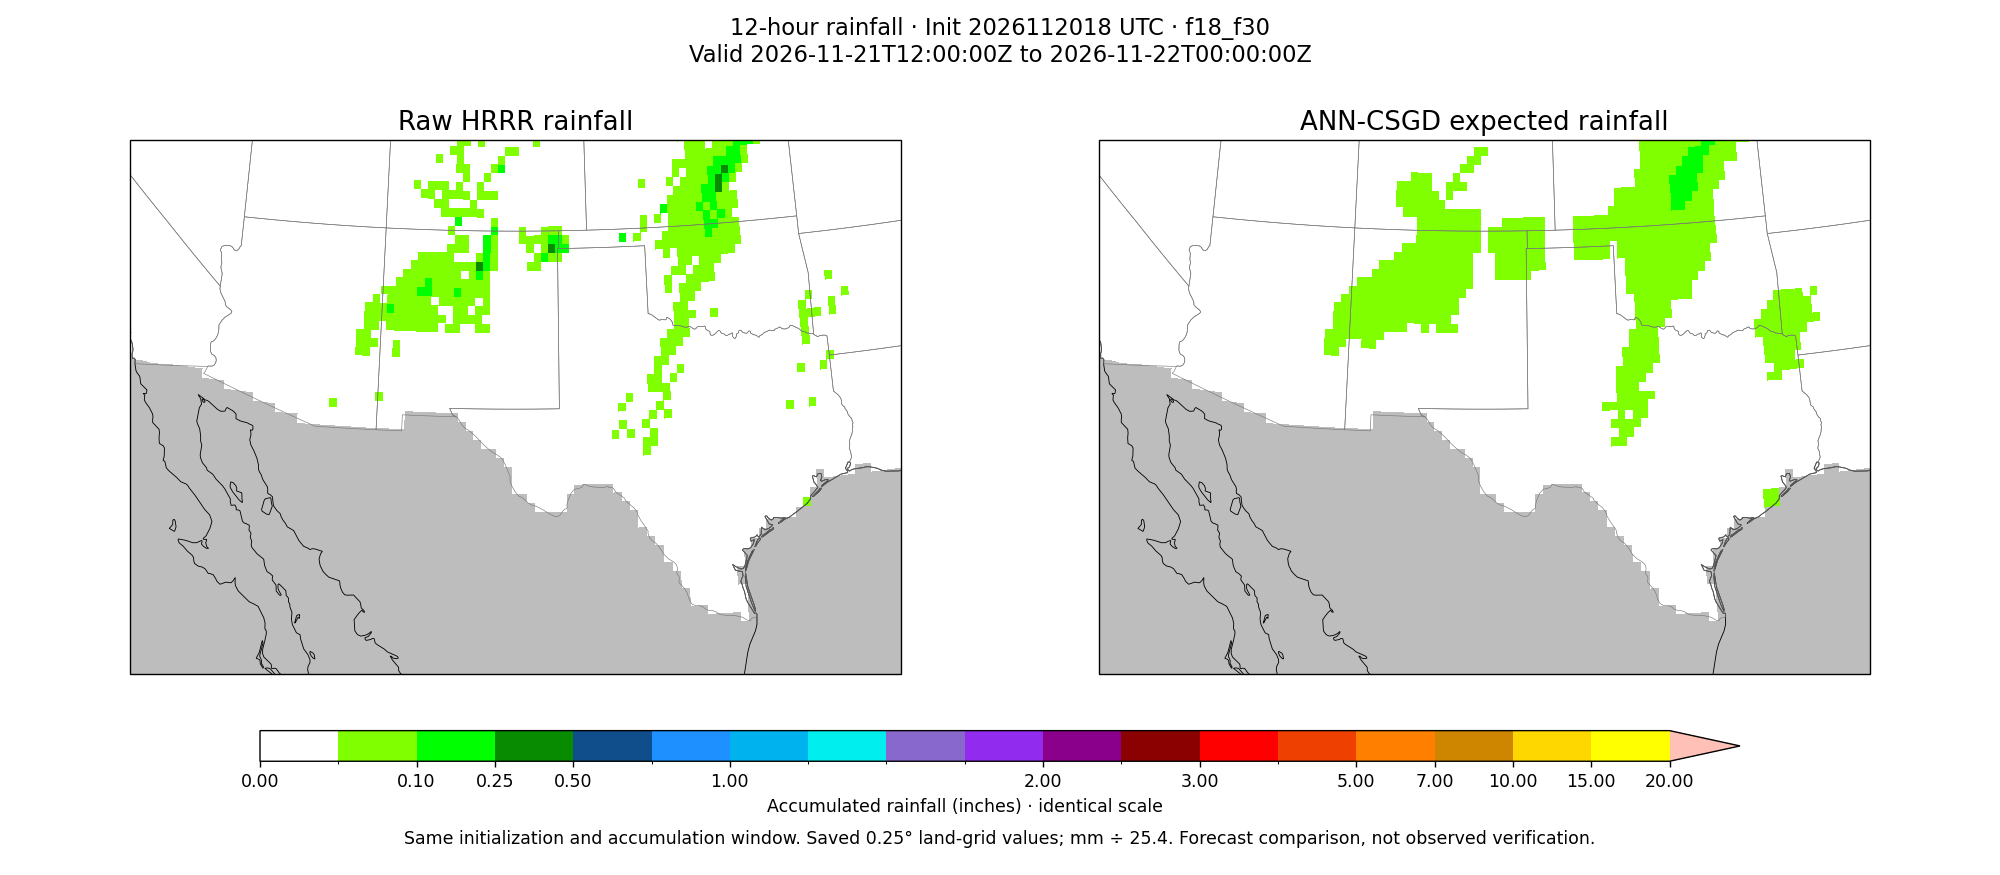 12-hour rainfall · Init 2026112018 UTC · f18_f30
Valid 2026-11-21T12:00:00Z to 2026-11-22T00:00:00Z
Raw HRRR rainfall
ANN-CSGD expected rainfall
0.00 0.10 0.25 0.50 1.00 2.00 3.00 5.00 7.00 10.00 15.00 20.00
Accumulated rainfall (inches) · identical scale
Same initialization and accumulation window. Saved 0.25° land-grid values; mm ÷ 25.4. Forecast comparison, not observed verification.